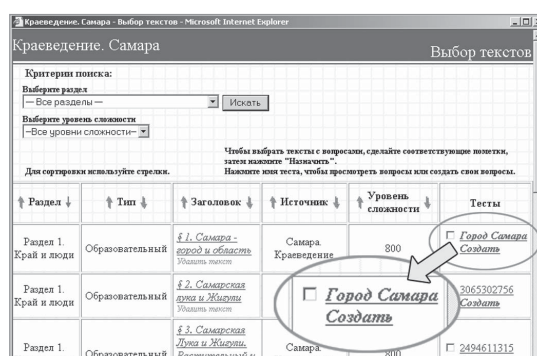 Краеведение. Самара - Выбор текстов - Microsoft Internet Explorer
Краеведение. Самара
Выбор текстов
Критерии поиска:
Выберите раздел
— Все разделы —
Искать
Выберите уровень сложности
–Все уровни сложности–
Чтобы выбрать тексты с вопросами, сделайте соответствующие пометки,
затем нажмите "Назначить".
Для сортировки используйте стрелки.
Нажмите имя теста, чтобы просмотреть вопросы или создать свои вопросы.
Раздел
Тип
Заголовок
Источник
Уровень
сложности
Тесты
Раздел 1.
Край и люди
Образовательный
§ 1. Самара -
город и область
Удалить текст
Самара.
Краеведение
800
Город Самара
Создать
Раздел 1.
Край и люди
Образовательный
§ 2. Самарская
лука и Жигули
Удалить текст
Город Самара
Создать
3065302756
Создать
Раздел 1.
Край и люди
Образовательный
§ 3. Самарская
Лука и Жигули.
Растительный и
Самара.
800
2494611315